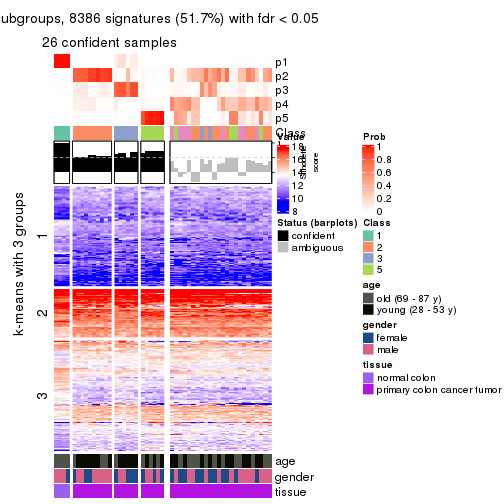 ubgroups, 8386 signatures (51.7%) with fdr < 0.05
26 confident samples
p1
p2
p3
p4
p5
Class
Value
18
16
14
12
10
8
score
Prob
1
0.8
0.6
0.4
0.2
0
Status (barplots)
confident
ambiguous
Class
1
2
3
5
age
old (69 - 87 y)
young (28 - 53 y)
gender
female
male
tissue
normal colon
primary colon cancer tumor
k-means with 3 groups
1
2
3
age
gender
tissue